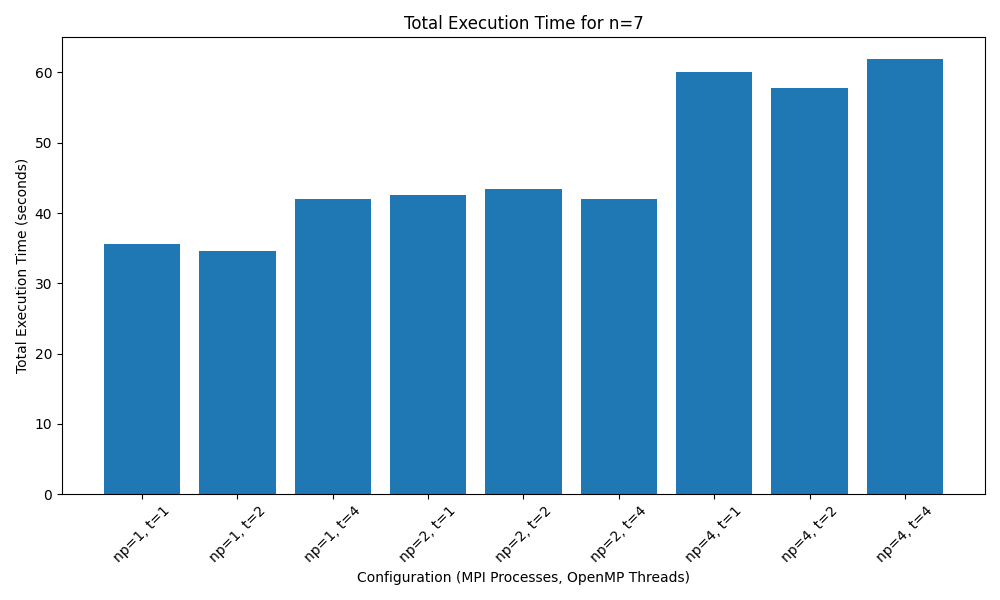 Total Execution Time for n=7
Total Execution Time (seconds)
60
50
40
30
20
10
0
np=1, t=1
np=1, t=2
np=1, t=4
np=2, t=1
np=2, t=2
np=2, t=4
np=4, t=1
np=4, t=2
np=4, t=4
Configuration (MPI Processes, OpenMP Threads)